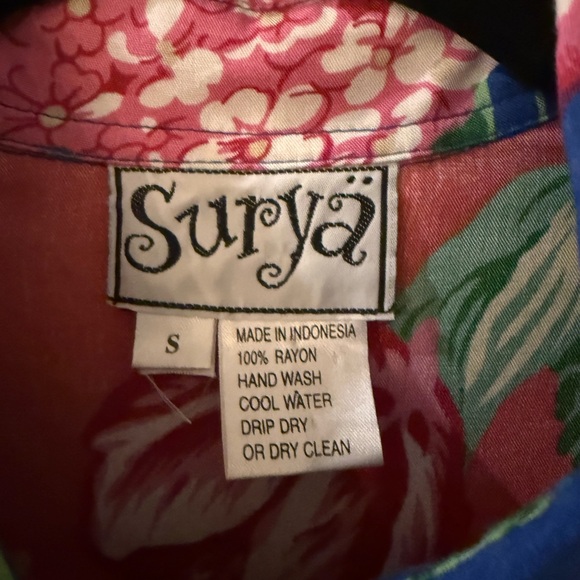 Suryä
S
MADE IN INDONESIA
100% RAYON
HAND WASH
COOL WATER
DRIP DRY
OR DRY CLEAN